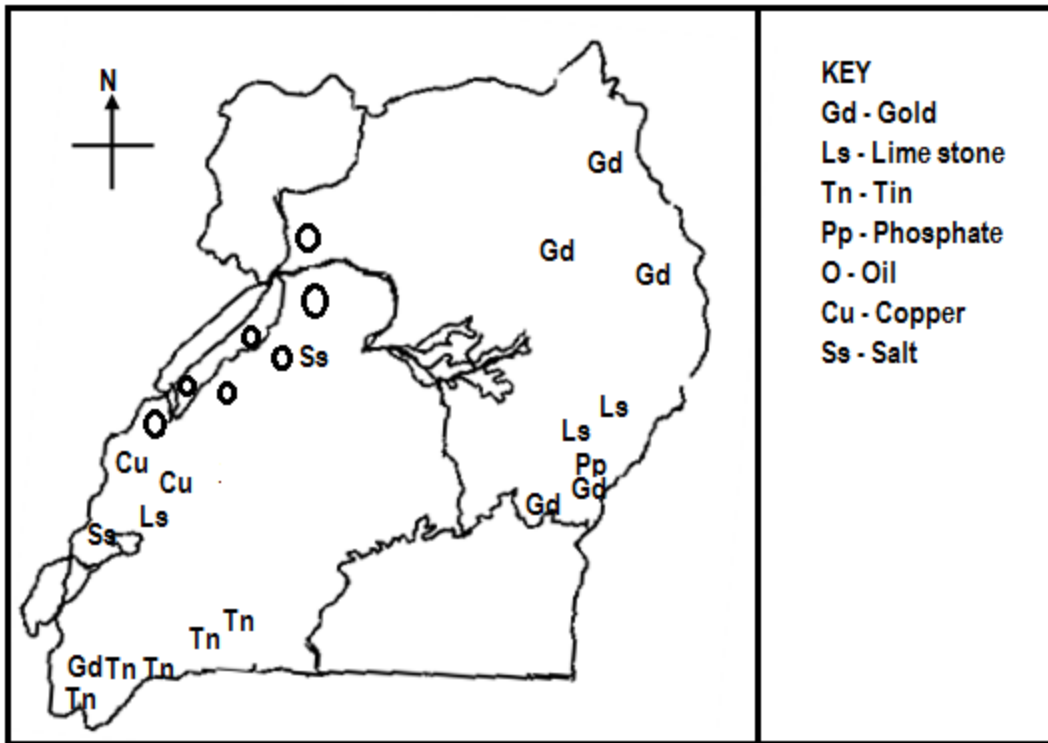 N
KEY
Gd - Gold
Ls - Lime stone
Tn - Tin
Pp - Phosphate
O - Oil
Cu - Copper
Ss - Salt
Gd
Gd
Gd
O
O
O
O
Ss
O
O
O
Ls
Ls
Cu
Pp
Cu
Gd
Gd
Ls
Ss
Tn
Tn
Gd Tn Tn
Tn